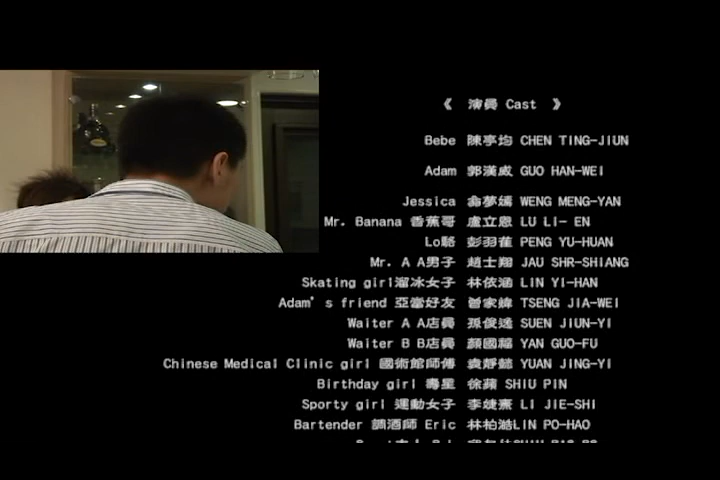 《 演員 Cast 》
Bebe 陳亭均 CHEN TING-JIUN
Adam 郭漢威 GUO HAN-WEI
Jessica 翁夢嬌 WENG MENG-YAN
Mr. Banana 香蕉哥 盧立恩 LU LI- EN
Lo駱 彭羽萑 PENG YU-HUAN
Mr. A A男子 趙士翔 JAU SHR-SHIANG
Skating girl溜冰女子 林依涵 LIN YI-HAN
Adam's friend 亞當好友 曾家緯 TSENG JIA-WEI
Waiter A A店員 孫俊逸 SUEN JIUN-YI
Waiter B B店員 顏國福 YAN GUO-FU
Chinese Medical Clinic girl 國術館師傅 袁靜懿 YUAN JING-YI
Birthday girl 壽星 徐蘋 SHIU PIN
Sporty girl 運動女子 李婕熹 LI JIE-SHI
Bartender 調酒師 Eric 林柏澔LIN PO-HAO